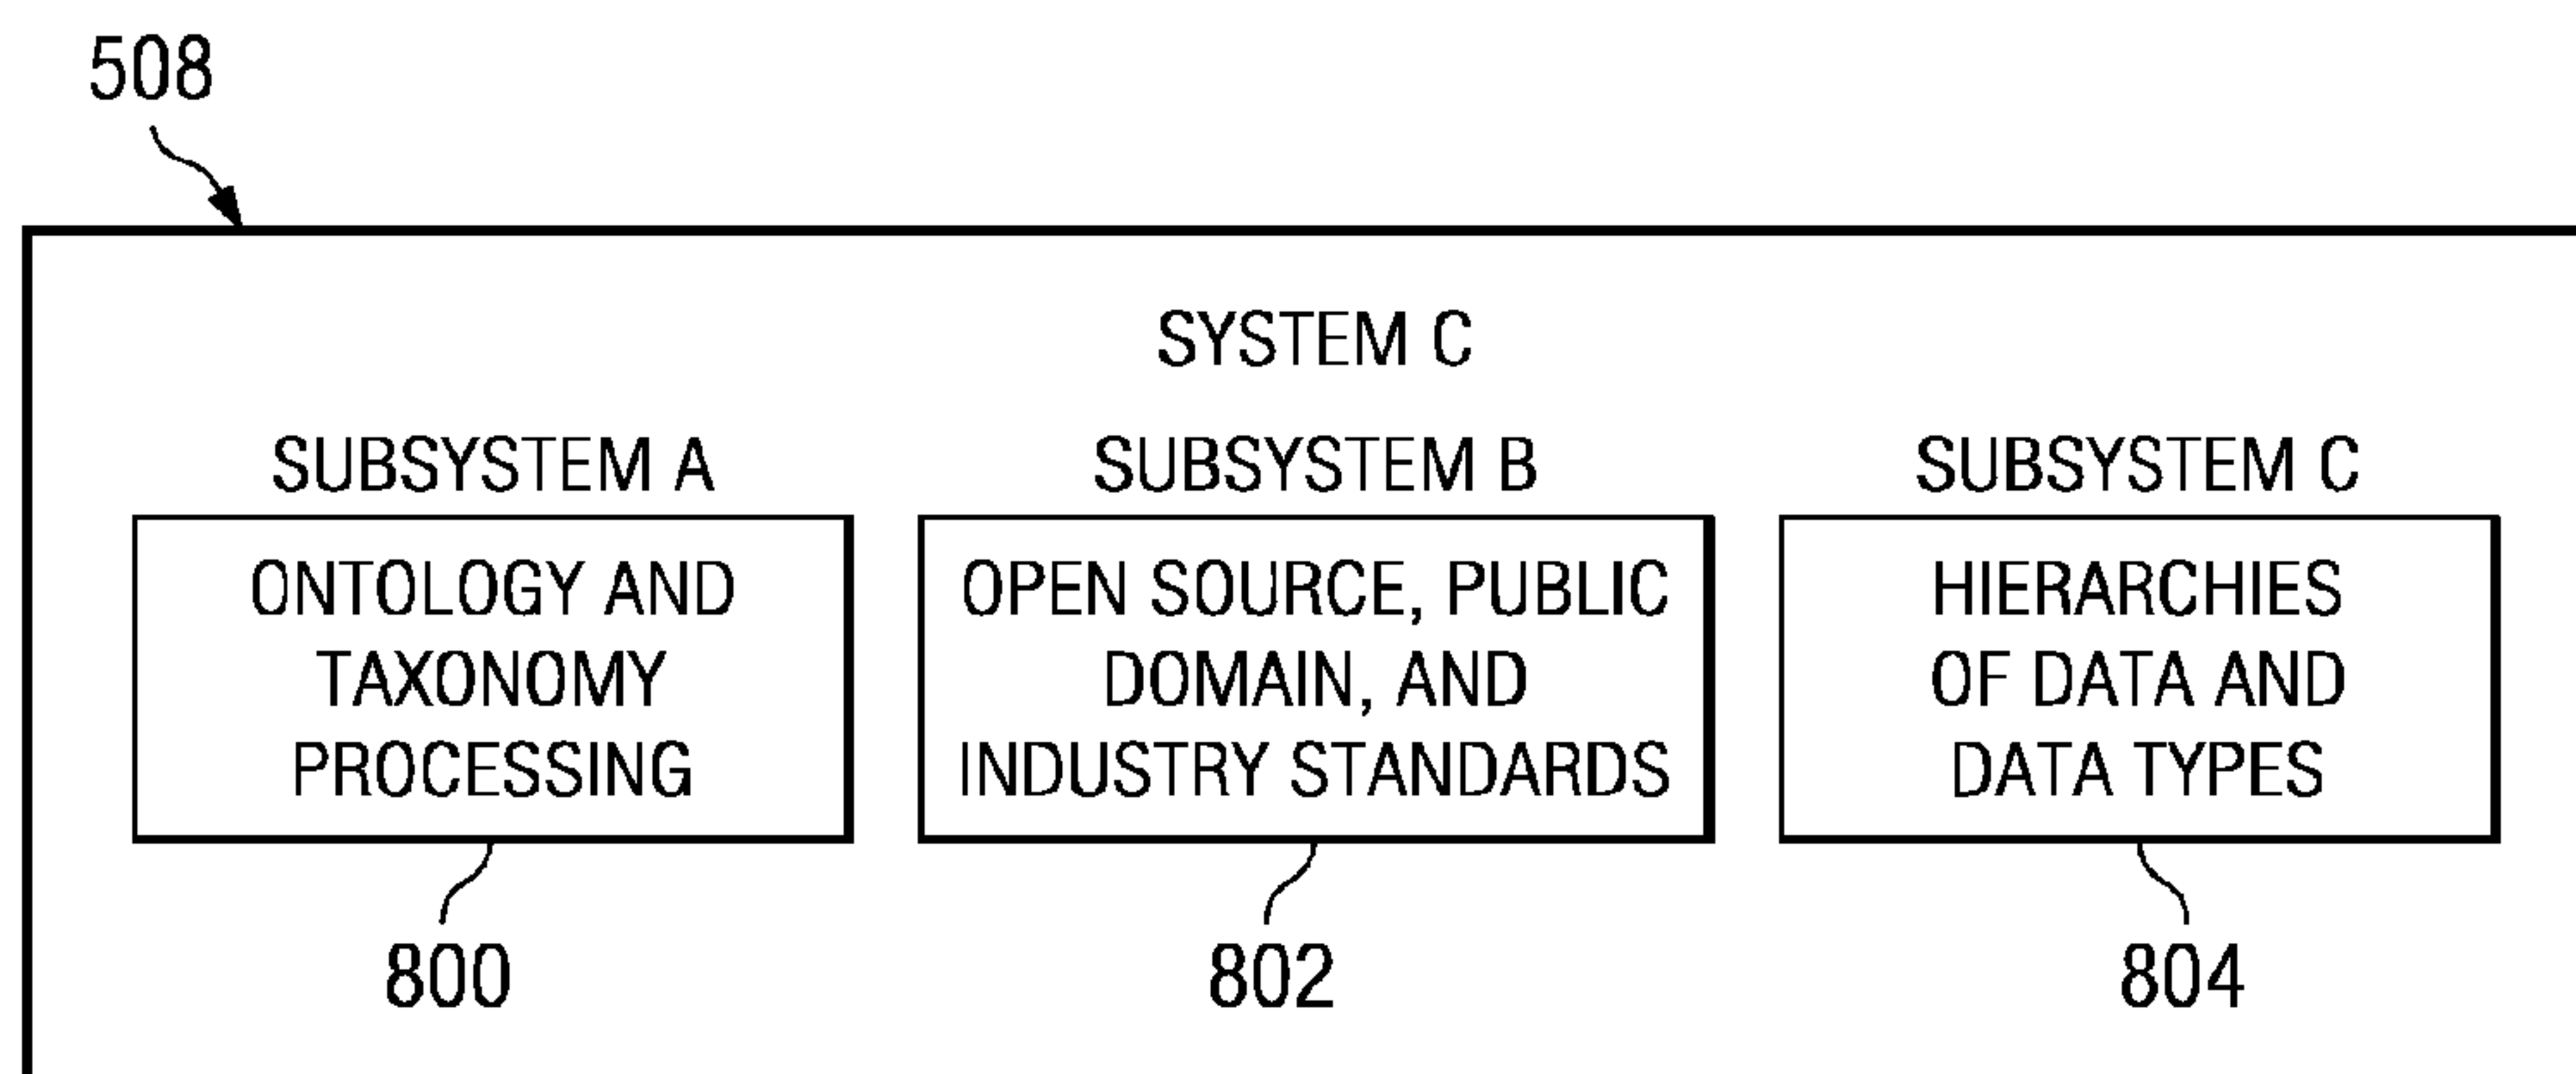 508
SYSTEM C
SUBSYSTEM A
ONTOLOGY AND
TAXONOMY
PROCESSING
800
SUBSYSTEM B
OPEN SOURCE, PUBLIC
DOMAIN, AND
INDUSTRY STANDARDS
802
SUBSYSTEM C
HIERARCHIES
OF DATA AND
DATA TYPES
804